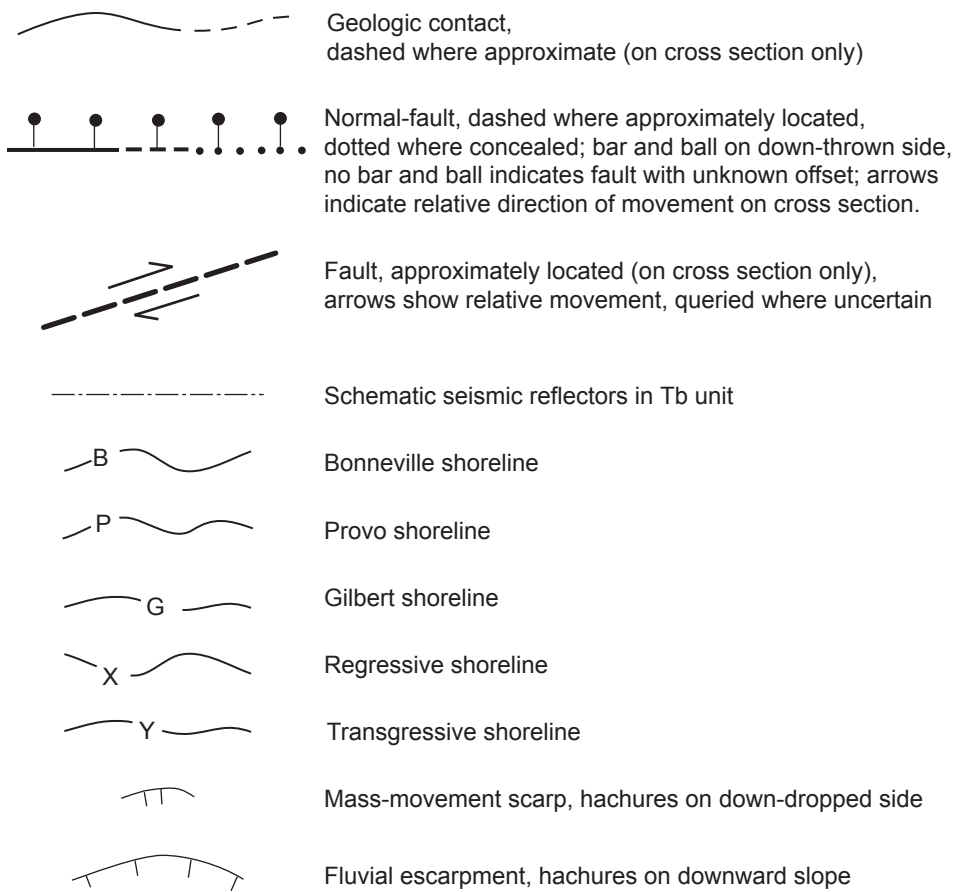 Geologic contact,
dashed where approximate (on cross section only)
Normal-fault, dashed where approximately located,
dotted where concealed; bar and ball on down-thrown side,
no bar and ball indicates fault with unknown offset; arrows
indicate relative direction of movement on cross section.
Fault, approximately located (on cross section only),
arrows show relative movement, queried where uncertain
Schematic seismic reflectors in Tb unit
B Bonneville shoreline
P Provo shoreline
G Gilbert shoreline
X Regressive shoreline
Y Transgressive shoreline
Mass-movement scarp, hachures on down-dropped side
Fluvial escarpment, hachures on downward slope